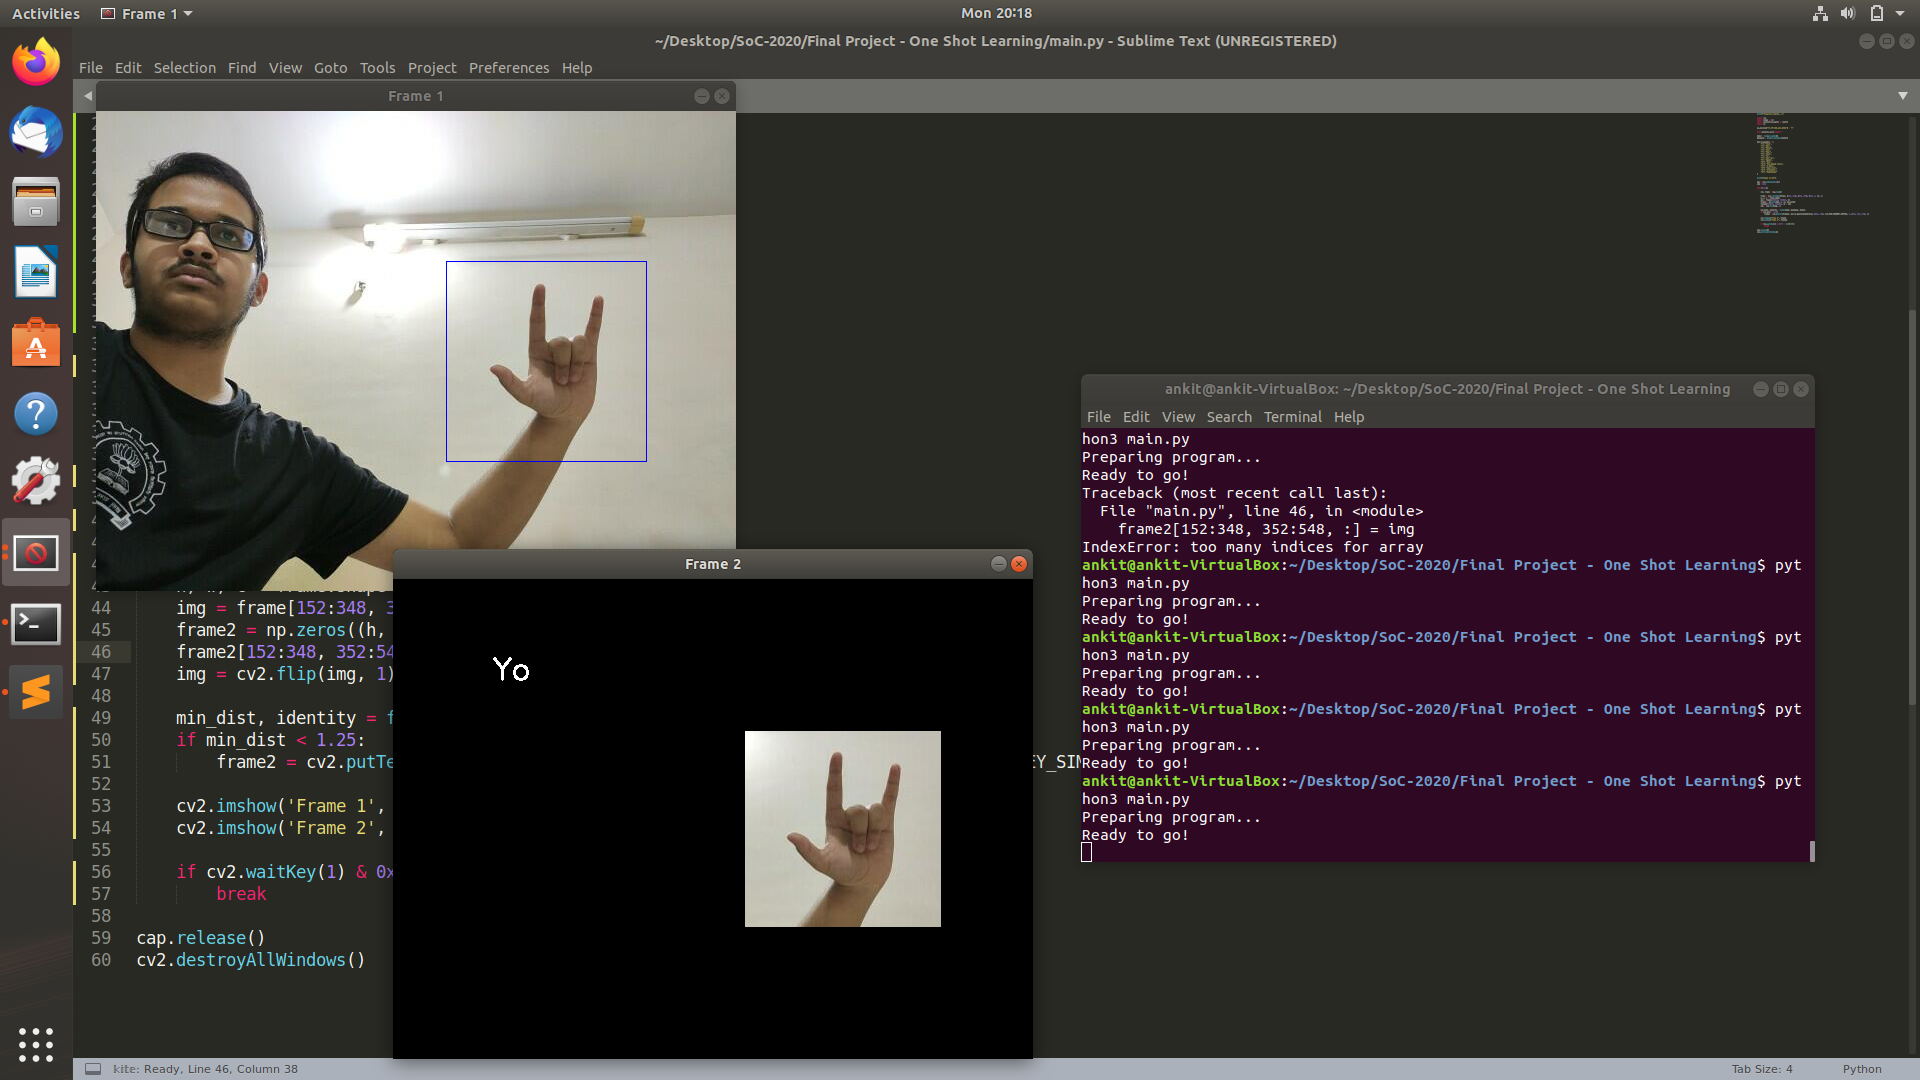 Activities
Frame 1
Mon 20:18
~/Desktop/SoC-2020/Final Project - One Shot Learning/main.py - Sublime Text (UNREGISTERED)
File Edit Selection Find View Goto Tools Project Preferences Help
Frame 1
44 img = frame[152:348, 3
45 frame2 = np.zeros((h,
46 frame2[152:348, 352:54
47 img = cv2.flip(img, 1)
48
49 min_dist, identity = f
50 if min_dist < 1.25:
51 frame2 = cv2.putTe
EY_SIM
52
53 cv2.imshow('Frame 1',
54 cv2.imshow('Frame 2',
55
56 if cv2.waitKey(1) & 0x
57 break
58
59 cap.release()
60 cv2.destroyAllWindows()
Frame 2
Yo
ankit@ankit-VirtualBox: ~/Desktop/SoC-2020/Final Project - One Shot Learning
File Edit View Search Terminal Help
hon3 main.py
Preparing program...
Ready to go!
Traceback (most recent call last):
File "main.py", line 46, in <module>
frame2[152:348, 352:548, :] = img
IndexError: too many indices for array
ankit@ankit-VirtualBox:~/Desktop/SoC-2020/Final Project - One Shot Learning$ pyt
hon3 main.py
Preparing program...
Ready to go!
ankit@ankit-VirtualBox:~/Desktop/SoC-2020/Final Project - One Shot Learning$ pyt
hon3 main.py
Preparing program...
Ready to go!
ankit@ankit-VirtualBox:~/Desktop/SoC-2020/Final Project - One Shot Learning$ pyt
hon3 main.py
Preparing program...
Ready to go!
ankit@ankit-VirtualBox:~/Desktop/SoC-2020/Final Project - One Shot Learning$ pyt
hon3 main.py
Preparing program...
Ready to go!
kite: Ready, Line 46, Column 38
Tab Size: 4
Python